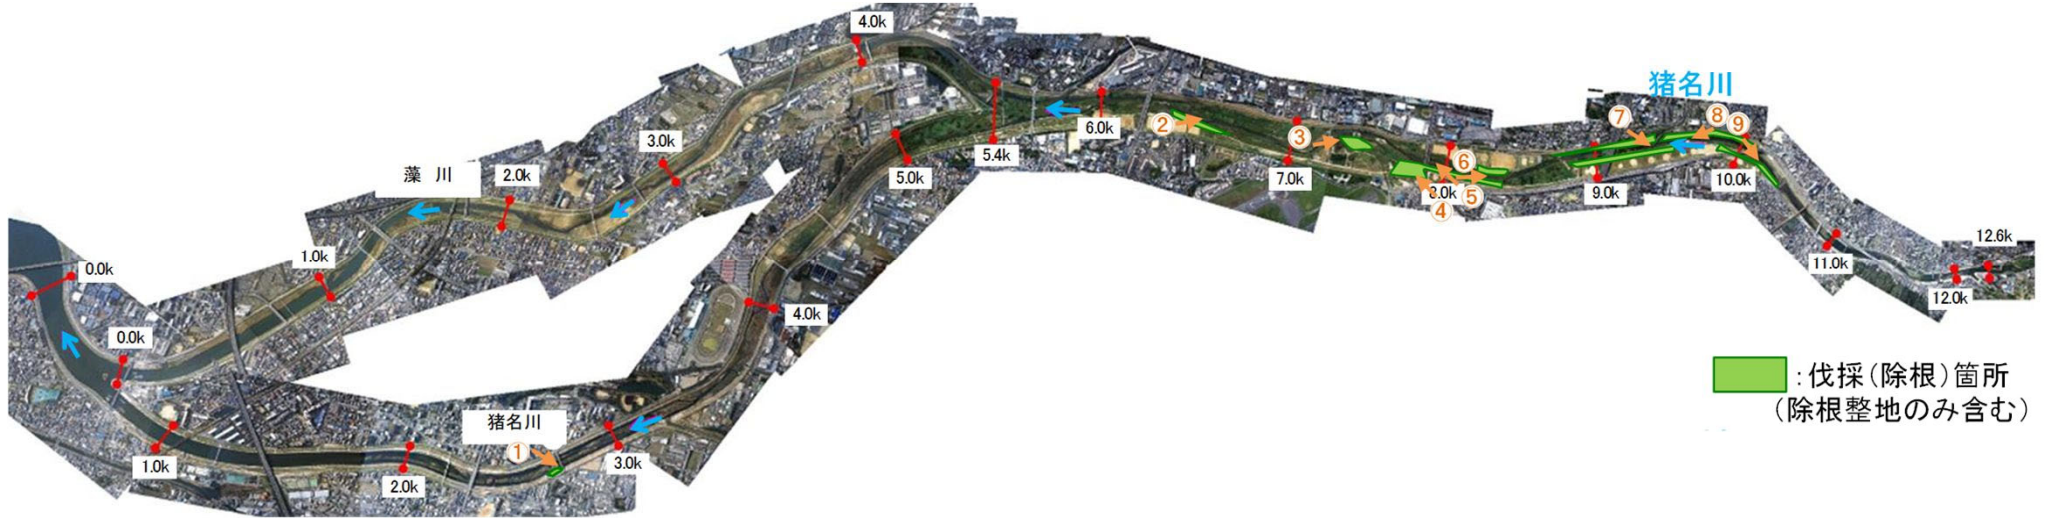 4.0k
猪名川
3.0k
藻 川
2.0k
1.0k
0.0k
0.0k
5.0k
5.4k
6.0k
②
③
7.0k
④
⑤
⑥
8.0k
⑦
⑧
⑨
9.0k
10.0k
11.0k
12.0k
12.6k
4.0k
猪名川
①
3.0k
2.0k
1.0k
:伐採(除根)箇所
(除根整地のみ含む)